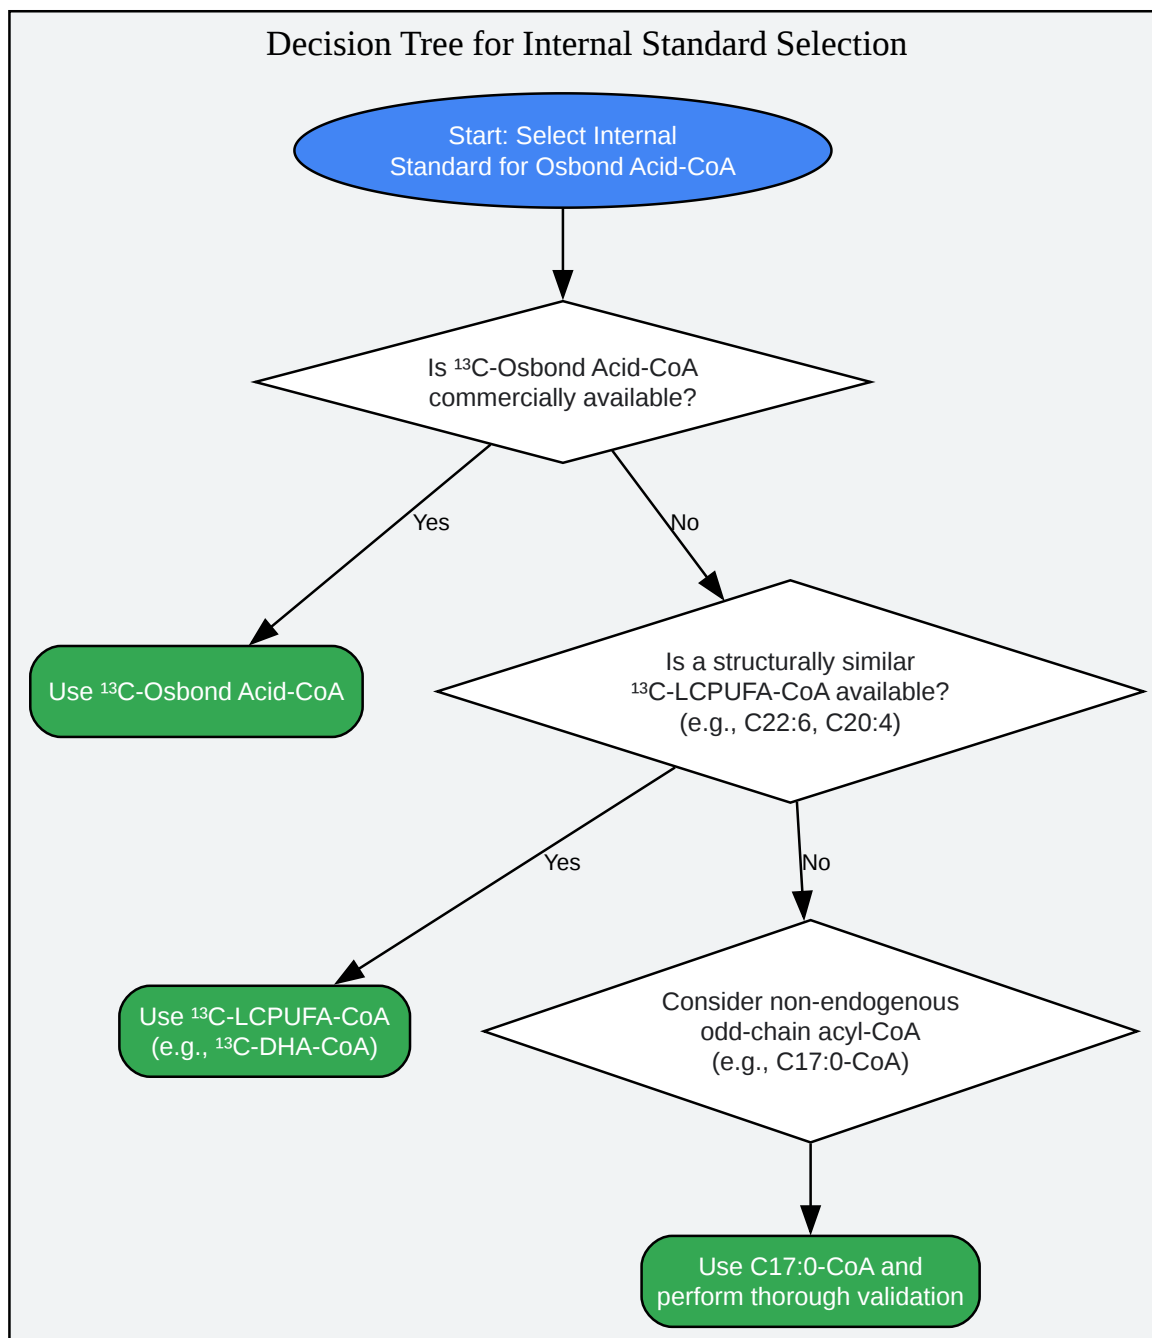 Decision Tree for Internal Standard Selection
Start: Select Internal
Standard for Osbond Acid-CoA
Is ¹³C-Osbond Acid-CoA
commercially available?
Yes
No
Use ¹³C-Osbond Acid-CoA
Is a structurally similar
¹³C-LCPUFA-CoA available?
(e.g., C22:6, C20:4)
Yes
No
Use ¹³C-LCPUFA-CoA
(e.g., ¹³C-DHA-CoA)
Consider non-endogenous
odd-chain acyl-CoA
(e.g., C17:0-CoA)
Use C17:0-CoA and
perform thorough validation